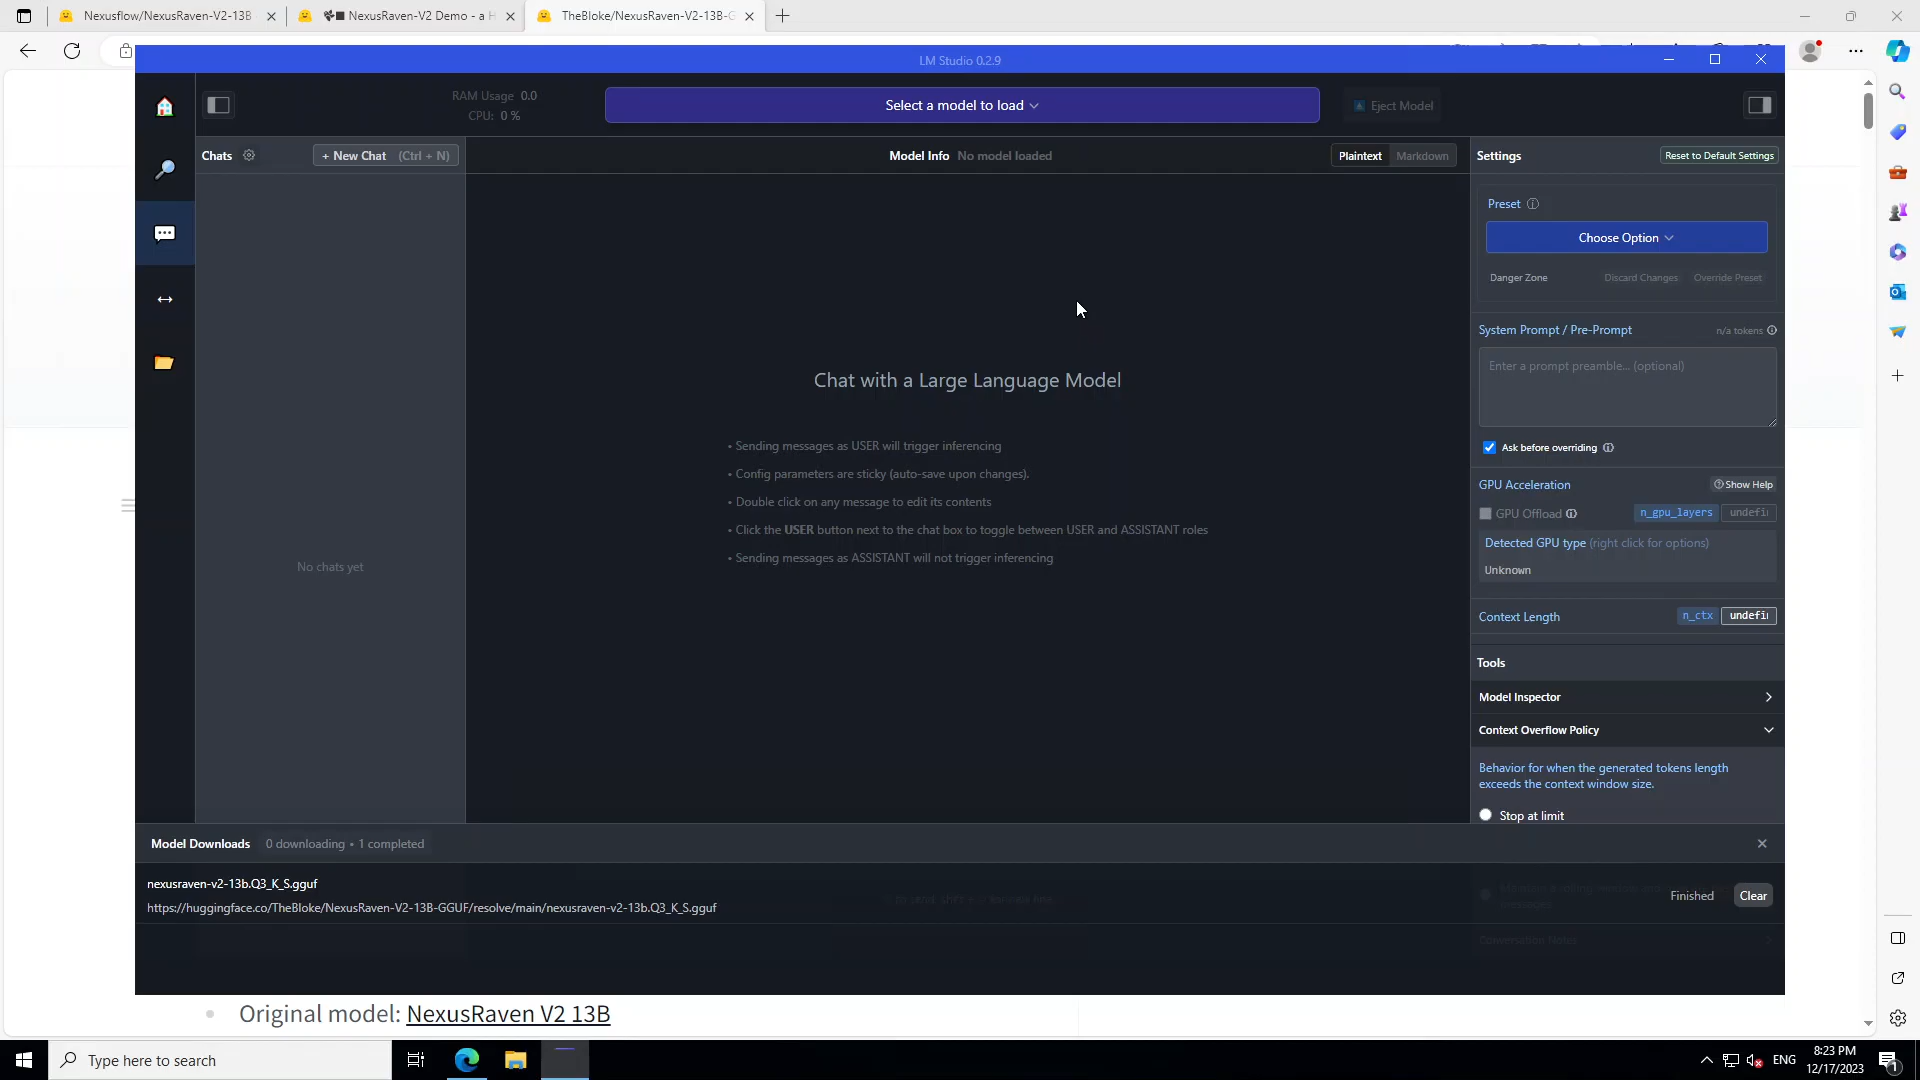 Nexusflow/NexusRaven-V2-13B
NexusRaven-V2 Demo - a H
TheBloke/NexusRaven-V2-13B-G
LM Studio 0.2.9
RAM Usage 0.0
CPU: 0 %
Select a model to load
Eject Model
Chats
+ New Chat (Ctrl + N)
Model Info No model loaded
Plaintext Markdown
Settings
Reset to Default Settings
Preset
Choose Option
Danger Zone Discard Changes Override Preset
System Prompt / Pre-Prompt n/a tokens
Enter a prompt preamble... (optional)
Ask before overriding
Chat with a Large Language Model
• Sending messages as USER will trigger inferencing
• Config parameters are sticky (auto-save upon changes).
• Double click on any message to edit its contents
• Click the USER button next to the chat box to toggle between USER and ASSISTANT roles
• Sending messages as ASSISTANT will not trigger inferencing
No chats yet
GPU Acceleration Show Help
GPU Offload n_gpu_layers undefi
Detected GPU type (right click for options)
Unknown
Context Length n_ctx undefi
Tools
Model Inspector
Context Overflow Policy
Behavior for when the generated tokens length
exceeds the context window size.
Stop at limit
Model Downloads 0 downloading • 1 completed
nexusraven-v2-13b.Q3_K_S.gguf
https://huggingface.co/TheBloke/NexusRaven-V2-13B-GGUF/resolve/main/nexusraven-v2-13b.Q3_K_S.gguf
Finished Clear
Conversation Notes
• Original model: NexusRaven V2 13B
Type here to search
ENG
8:23 PM
12/17/2023
1